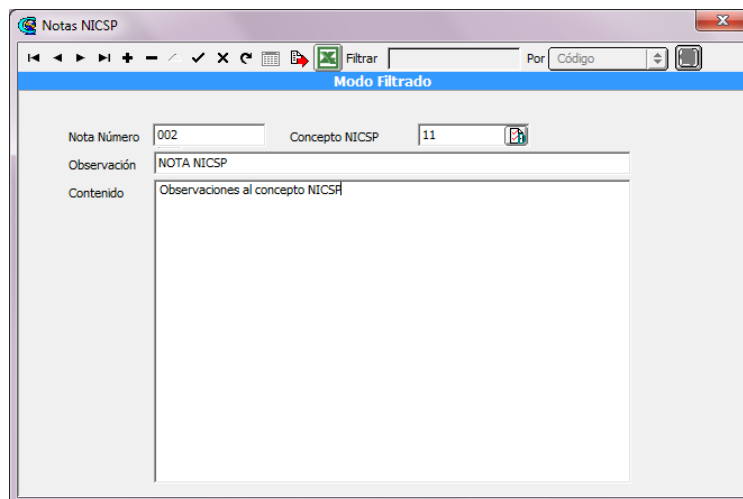 Notas NICSP
Filtrar Por Código
Modo Filtrado
Nota Número 002 Concepto NICSP 11
Observación NOTA NICSP
Contenido Observaciones al concepto NICSP